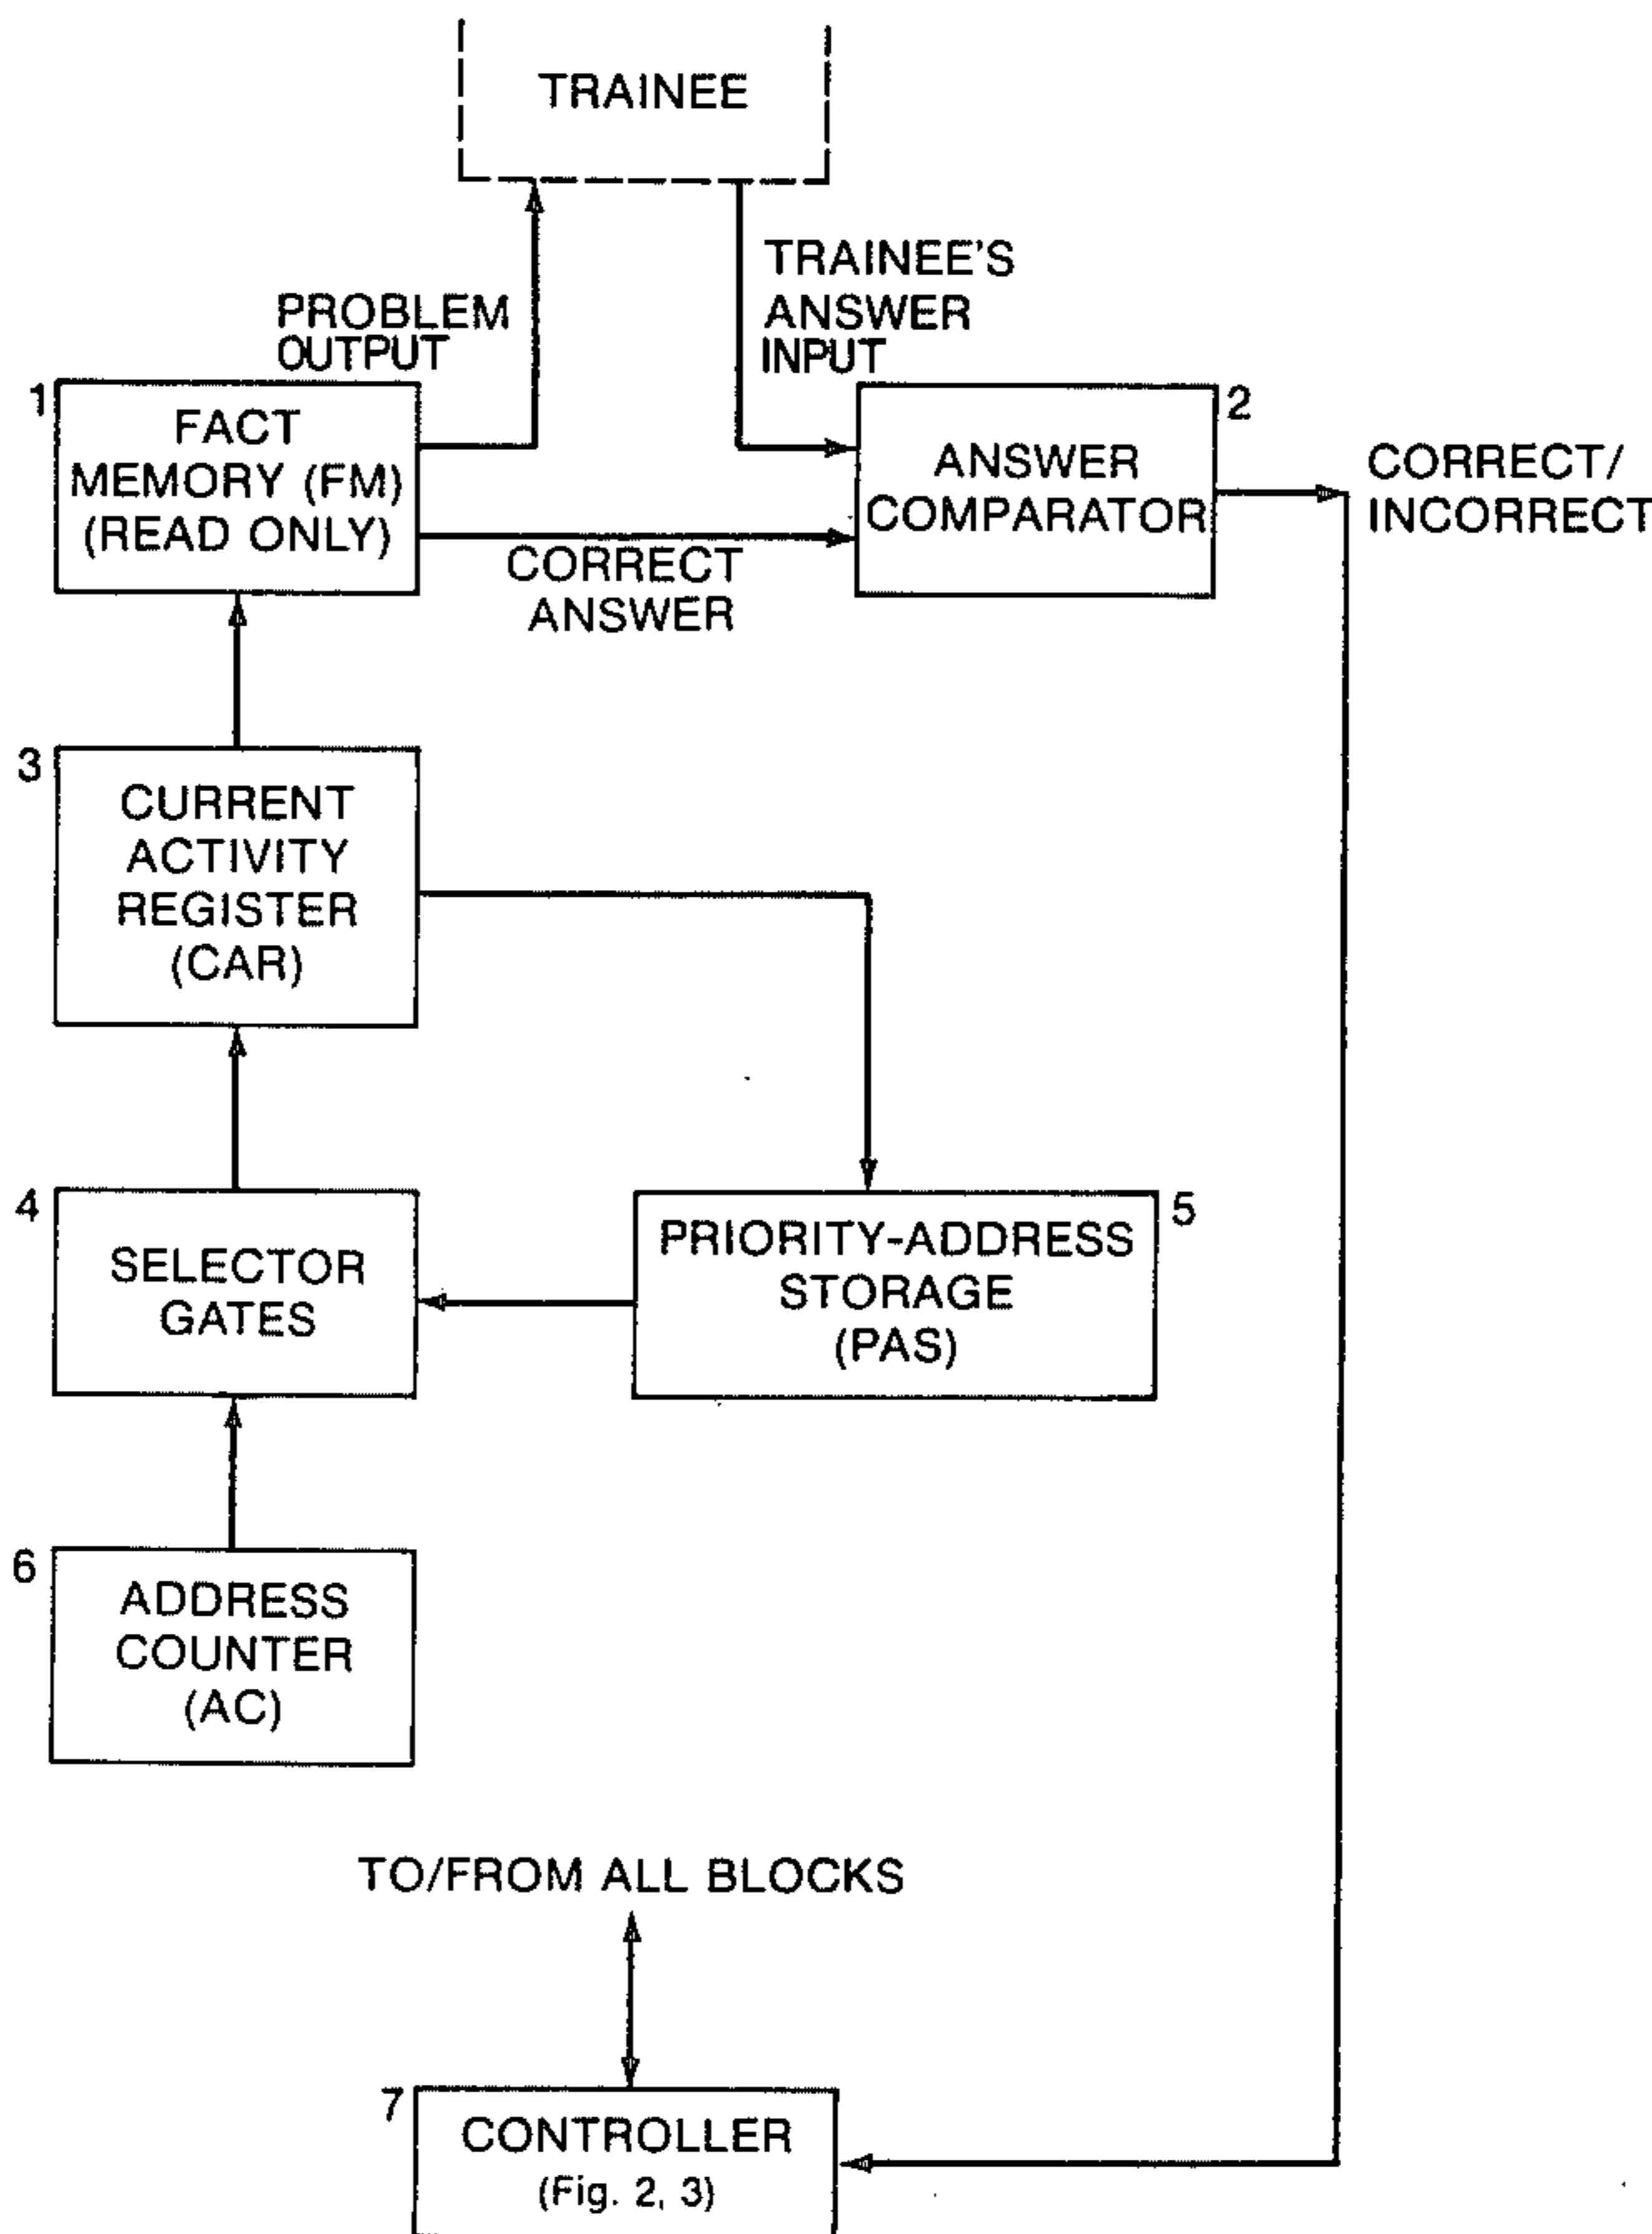 TRAINEE
PROBLEM
OUTPUT
TRAINEE'S
ANSWER
INPUT
1
FACT
MEMORY (FM)
(READ ONLY)
CORRECT
ANSWER
2
ANSWER
COMPARATOR
CORRECT/
INCORRECT
3
CURRENT
ACTIVITY
REGISTER
(CAR)
4
SELECTOR
GATES
5
PRIORITY-ADDRESS
STORAGE
(PAS)
6
ADDRESS
COUNTER
(AC)
TO/FROM ALL BLOCKS
7
CONTROLLER
(Fig. 2, 3)